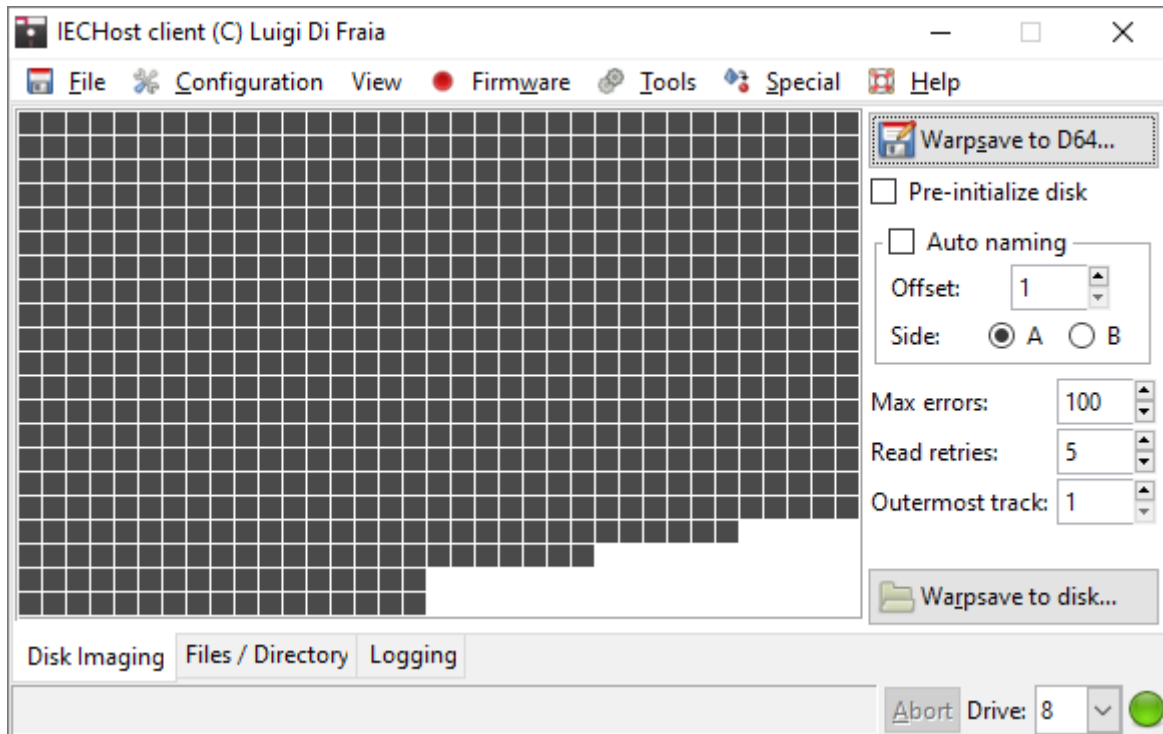 IECHost client (C) Luigi Di Fraia
File Configuration View Firmware Tools Special Help
Warpsave to D64...
Pre-initialize disk
Auto naming
Offset: 1
Side: A B
Max errors: 100
Read retries: 5
Outermost track: 1
Warpsave to disk...
Disk Imaging Files / Directory Logging
Abort Drive: 8